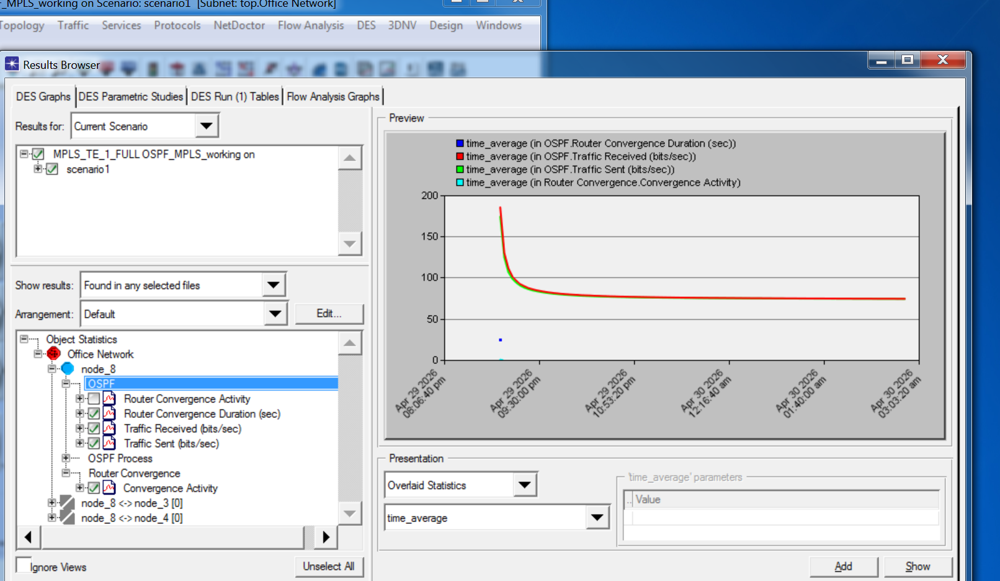 _MPLS_working on Scenario: scenario1 [Subnet: top.Office Network]
Topology Traffic Services Protocols NetDoctor Flow Analysis DES 3DNV Design Windows
Results Browser
DES Graphs DES Parametric Studies DES Run (1) Tables Flow Analysis Graphs
Results for: Current Scenario
MPLS_TE_1_FULL OSPF_MPLS_working on
scenario1
Show results: Found in any selected files
Arrangement: Default Edit...
Object Statistics
Office Network
node_8
OSPF
Router Convergence Activity
Router Convergence Duration (sec)
Traffic Received (bits/sec)
Traffic Sent (bits/sec)
OSPF Process
Router Convergence
Convergence Activity
node_8 <-> node_3 [0]
node_8 <-> node_4 [0]
Ignore Views Unselect All
Preview
time_average (in OSPF.Router Convergence Duration (sec))
time_average (in OSPF.Traffic Received (bits/sec))
time_average (in OSPF.Traffic Sent (bits/sec))
time_average (in Router Convergence.Convergence Activity)
200
150
100
50
0
Apr 29 2026
08:06:40 pm
Apr 29 2026
09:30:00 pm
Apr 29 2026
10:53:20 pm
Apr 30 2026
12:16:40 am
Apr 30 2026
01:40:00 am
Apr 30 2026
03:03:20 am
Presentation
Overlaid Statistics
time_average
'time_average' parameters
.. Value
Add Show